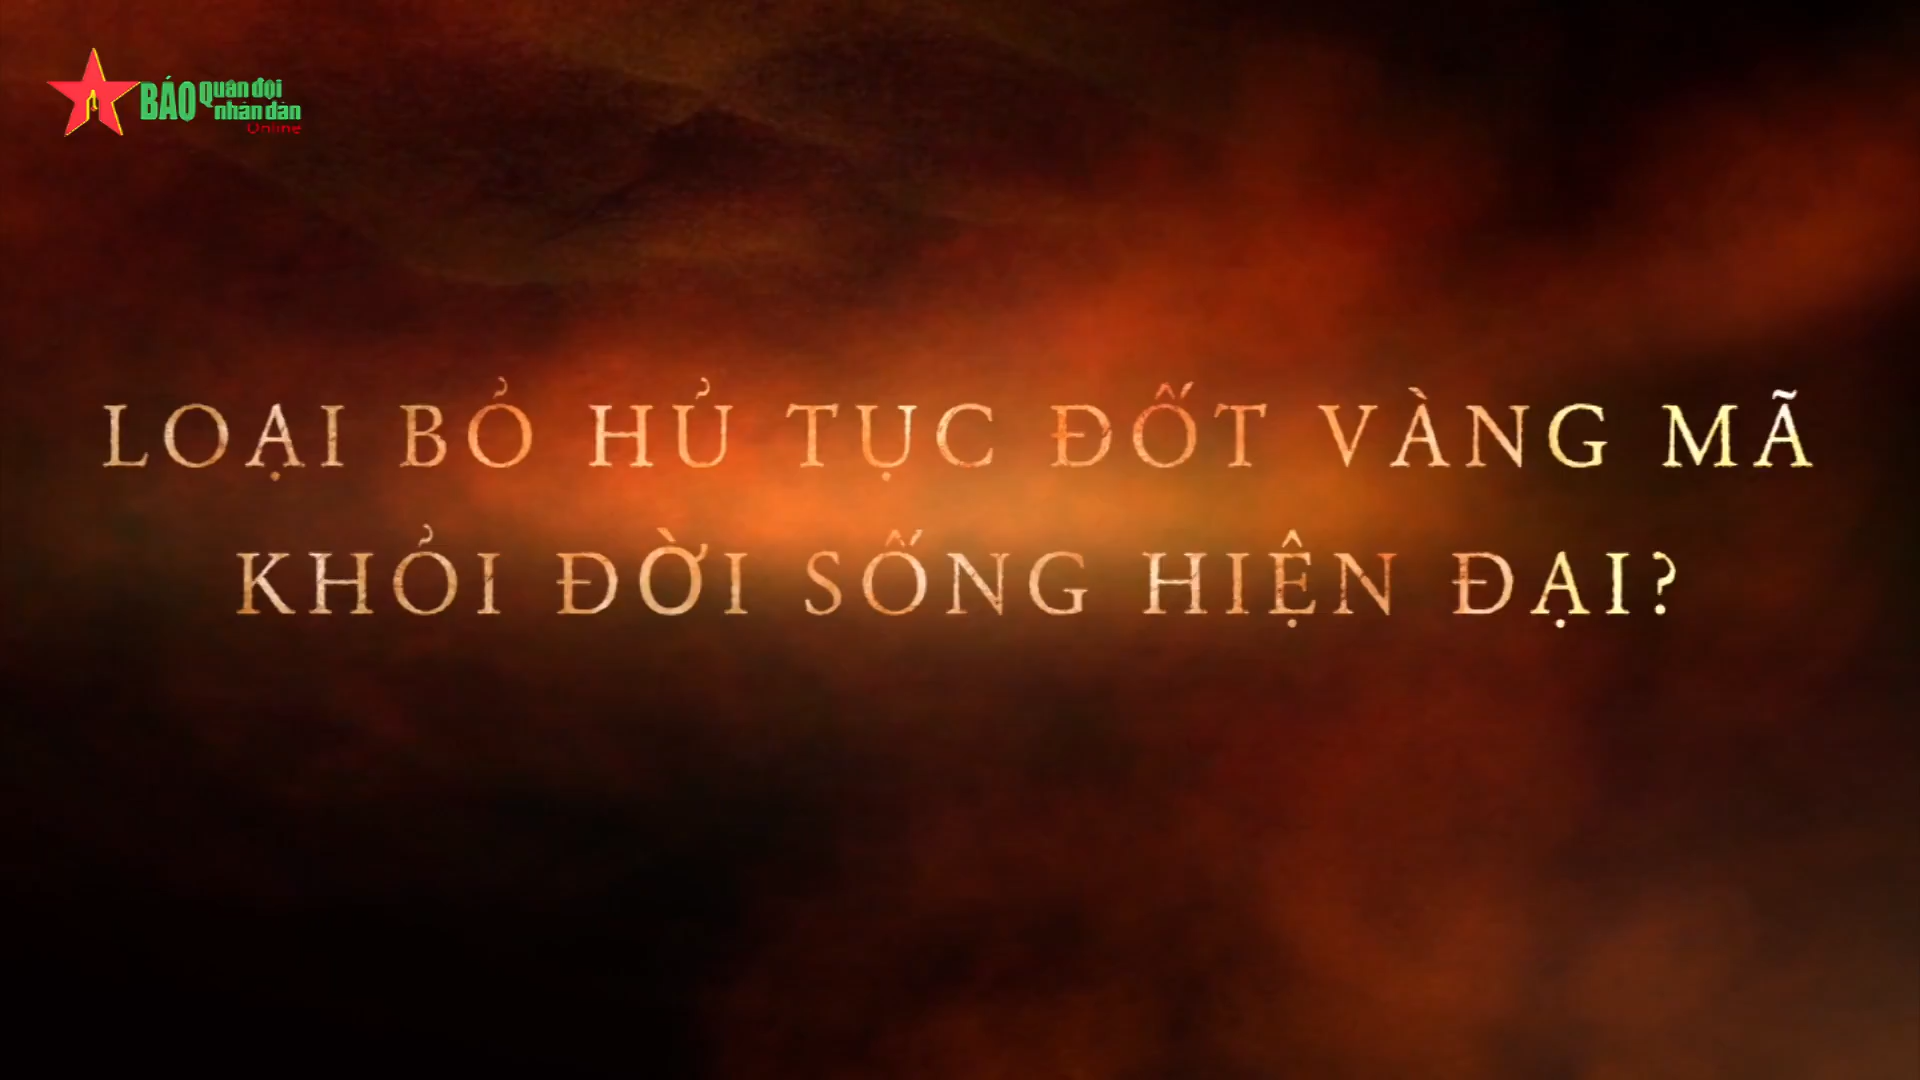 BÁO Quân đội
nhân dân
Online
LOẠI BỎ HỦ TỤC ĐỐT VÀNG MÃ
KHỎI ĐỜI SỐNG HIỆN ĐẠI?